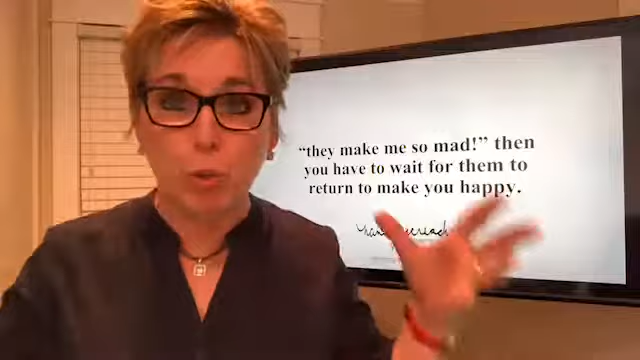 “they make me so mad!” then
you have to wait for them to
return to make you happy.